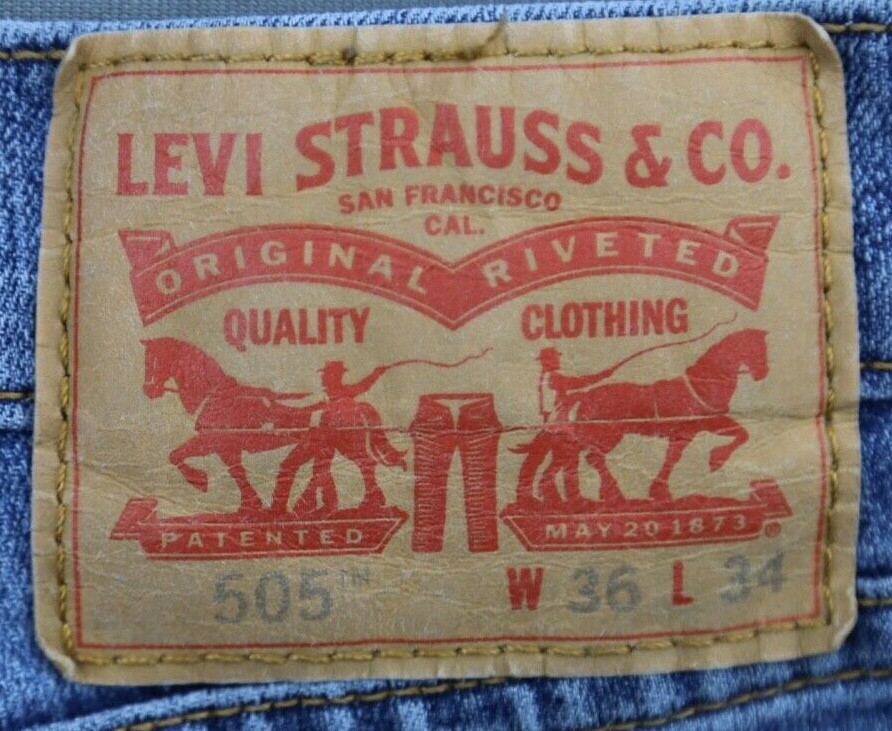 LEVI STRAUSS & CO.
SAN FRANCISCO
CAL.
ORIGINAL RIVETED
QUALITY CLOTHING
PATENTED MAY 20 1873 ®
505™ W 36 L 34